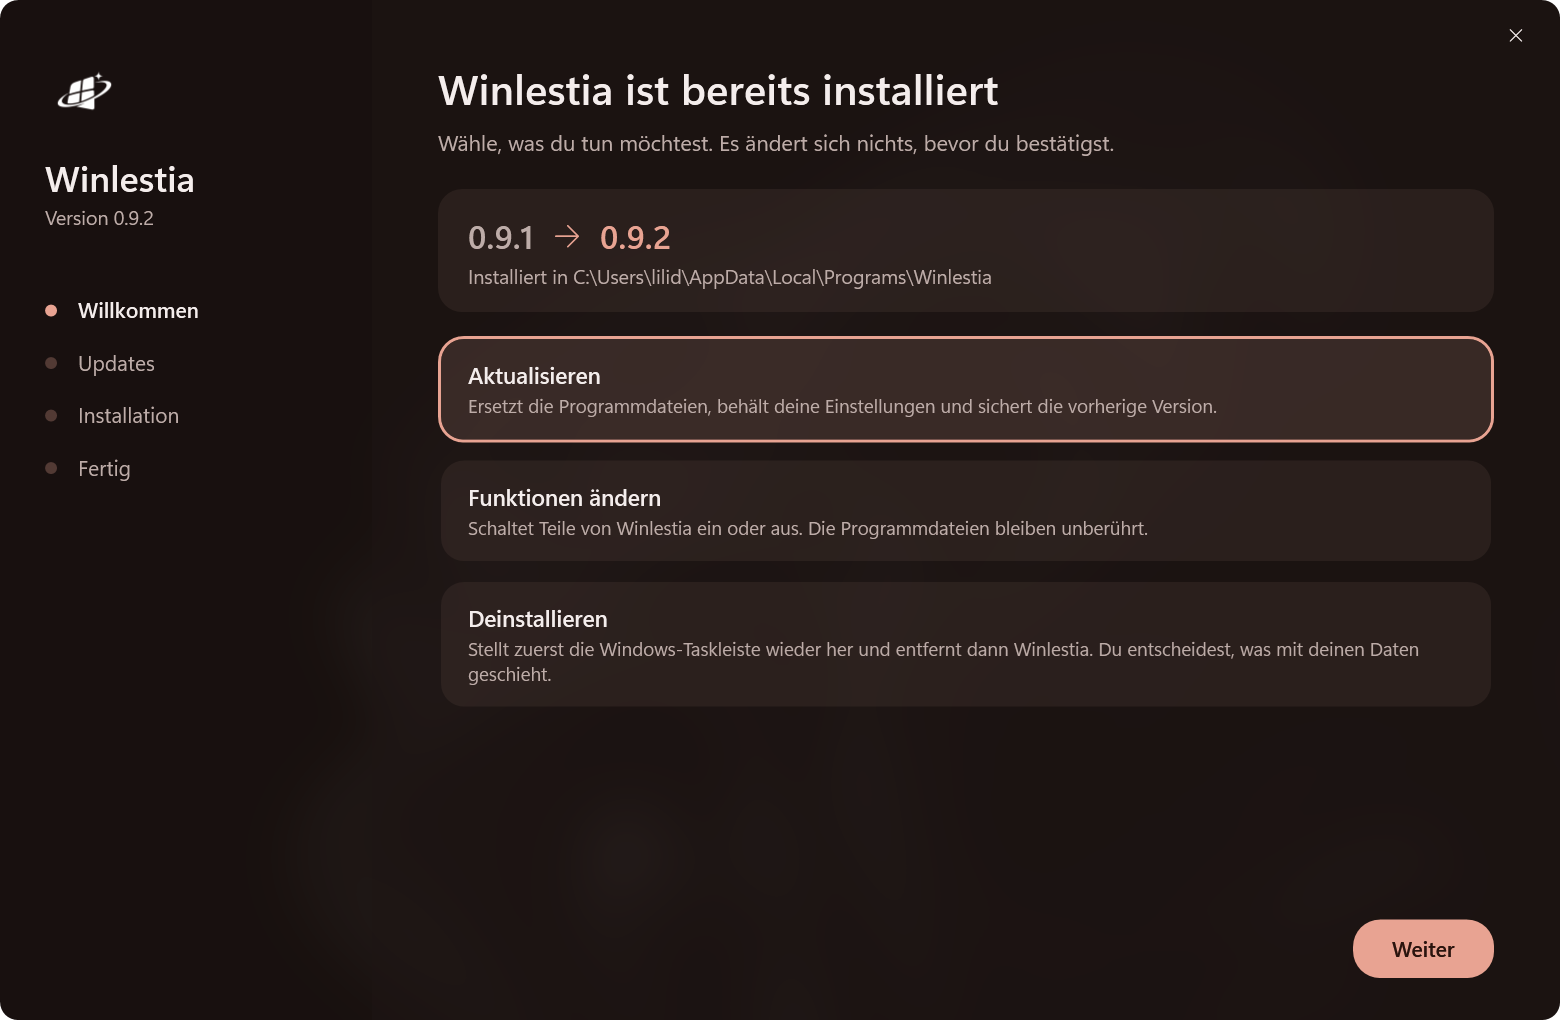 Winlestia
Version 0.9.2
Willkommen
Updates
Installation
Fertig
Winlestia ist bereits installiert
Wähle, was du tun möchtest. Es ändert sich nichts, bevor du bestätigst.
0.9.1 → 0.9.2
Installiert in C:\Users\lilid\AppData\Local\Programs\Winlestia
Aktualisieren
Ersetzt die Programmdateien, behält deine Einstellungen und sichert die vorherige Version.
Funktionen ändern
Schaltet Teile von Winlestia ein oder aus. Die Programmdateien bleiben unberührt.
Deinstallieren
Stellt zuerst die Windows-Taskleiste wieder her und entfernt dann Winlestia. Du entscheidest, was mit deinen Daten
geschieht.
Weiter